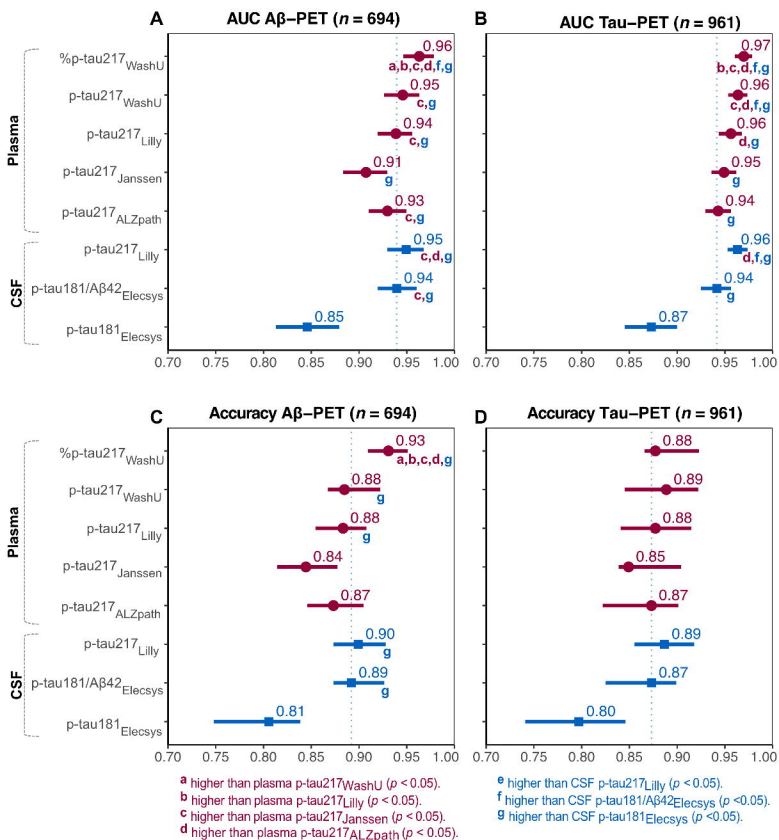 A AUC Aβ−PET (n = 694)
Plasma
%p-tau217WashU
0.96
a,b,c,d,f,g
p-tau217WashU
0.95
c,g
p-tau217Lilly
0.94
c,g
p-tau217Janssen
0.91
g
p-tau217ALZpath
0.93
c,g
CSF
p-tau217Lilly
0.95
c,d,g
p-tau181/Aβ42Elecsys
0.94
c,g
p-tau181Elecsys
0.85
0.70 0.75 0.80 0.85 0.90 0.95 1.00
B AUC Tau−PET (n = 961)
0.97
b,c,d,f,g
0.96
c,d,f,g
0.96
d,g
0.95
g
0.94
g
0.96
d,f,g
0.94
g
0.87
0.70 0.75 0.80 0.85 0.90 0.95 1.00
C Accuracy Aβ−PET (n = 694)
Plasma
%p-tau217WashU
0.93
a,b,c,d,g
p-tau217WashU
0.88
g
p-tau217Lilly
0.88
g
p-tau217Janssen
0.84
p-tau217ALZpath
0.87
CSF
p-tau217Lilly
0.90
g
p-tau181/Aβ42Elecsys
0.89
g
p-tau181Elecsys
0.81
0.70 0.75 0.80 0.85 0.90 0.95 1.00
D Accuracy Tau−PET (n = 961)
0.88
0.89
0.88
0.85
0.87
0.89
0.87
0.80
0.70 0.75 0.80 0.85 0.90 0.95 1.00
a higher than plasma p-tau217WashU (p < 0.05).
b higher than plasma p-tau217Lilly (p < 0.05).
c higher than plasma p-tau217Janssen (p < 0.05).
d higher than plasma p-tau217ALZpath (p < 0.05).
e higher than CSF p-tau217Lilly (p < 0.05).
f higher than CSF p-tau181/Aβ42Elecsys (p < 0.05).
g higher than CSF p-tau181Elecsys (p <0.05).